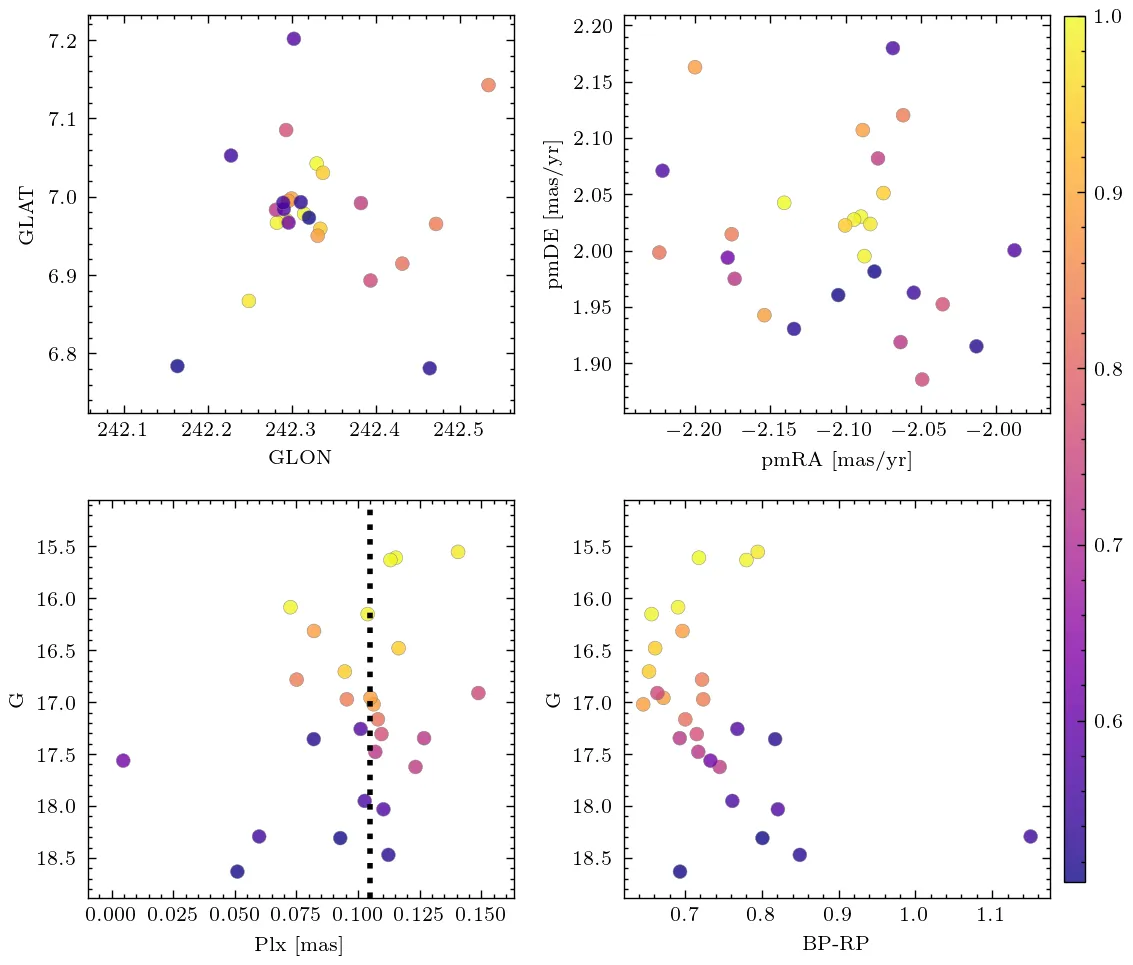 7.2
7.1
7.0
6.9
6.8
GLAT
242.1 242.2 242.3 242.4 242.5
GLON
2.20
2.15
2.10
2.05
2.00
1.95
1.90
pmDE [mas/yr]
−2.20 −2.15 −2.10 −2.05 −2.00
pmRA [mas/yr]
1.0
0.9
0.8
0.7
0.6
15.5
16.0
16.5
17.0
17.5
18.0
18.5
G
0.000 0.025 0.050 0.075 0.100 0.125 0.150
Plx [mas]
15.5
16.0
16.5
17.0
17.5
18.0
18.5
G
0.7 0.8 0.9 1.0 1.1
BP-RP